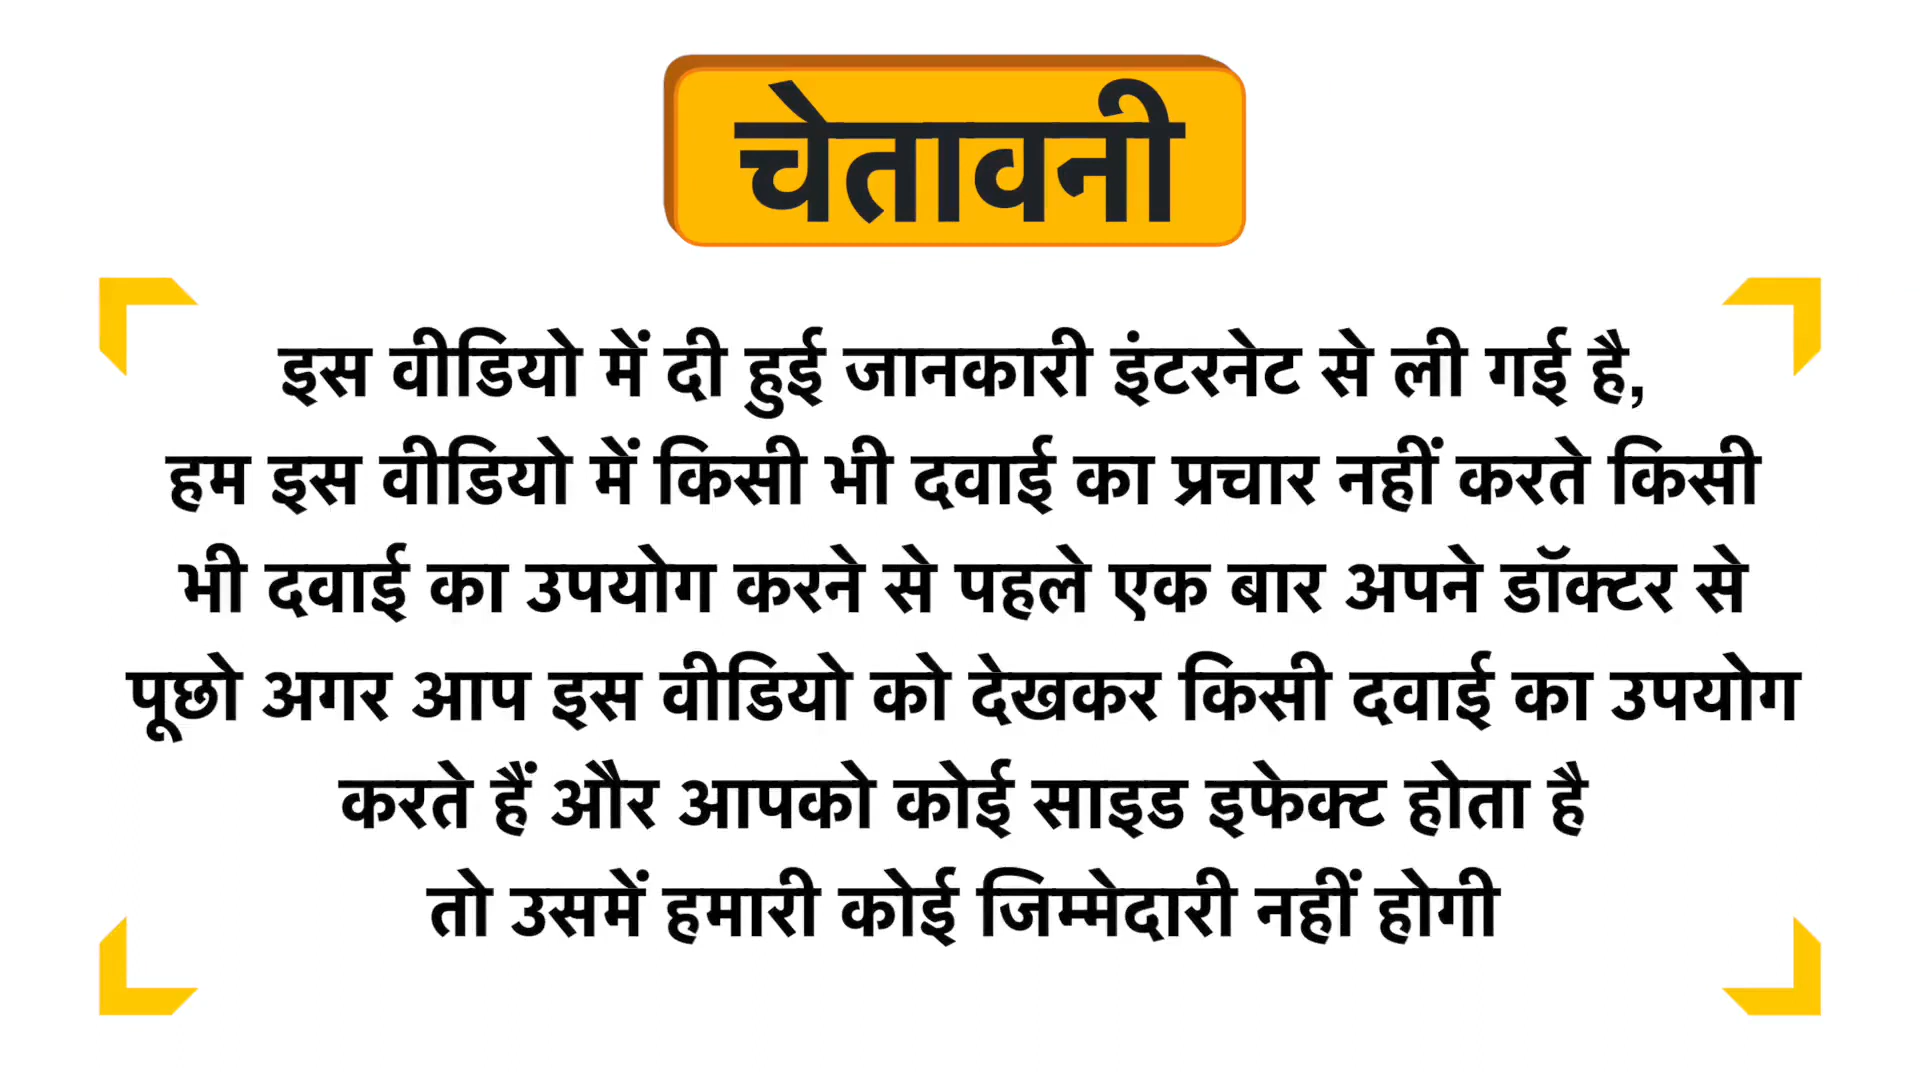 चेतावनी
इस वीडियो में दी हुई जानकारी इंटरनेट से ली गई है,
हम इस वीडियो में किसी भी दवाई का प्रचार नहीं करते किसी
भी दवाई का उपयोग करने से पहले एक बार अपने डॉक्टर से
पूछो अगर आप इस वीडियो को देखकर किसी दवाई का उपयोग
करते हैं और आपको कोई साइड इफेक्ट होता है
तो उसमें हमारी कोई जिम्मेदारी नहीं होगी